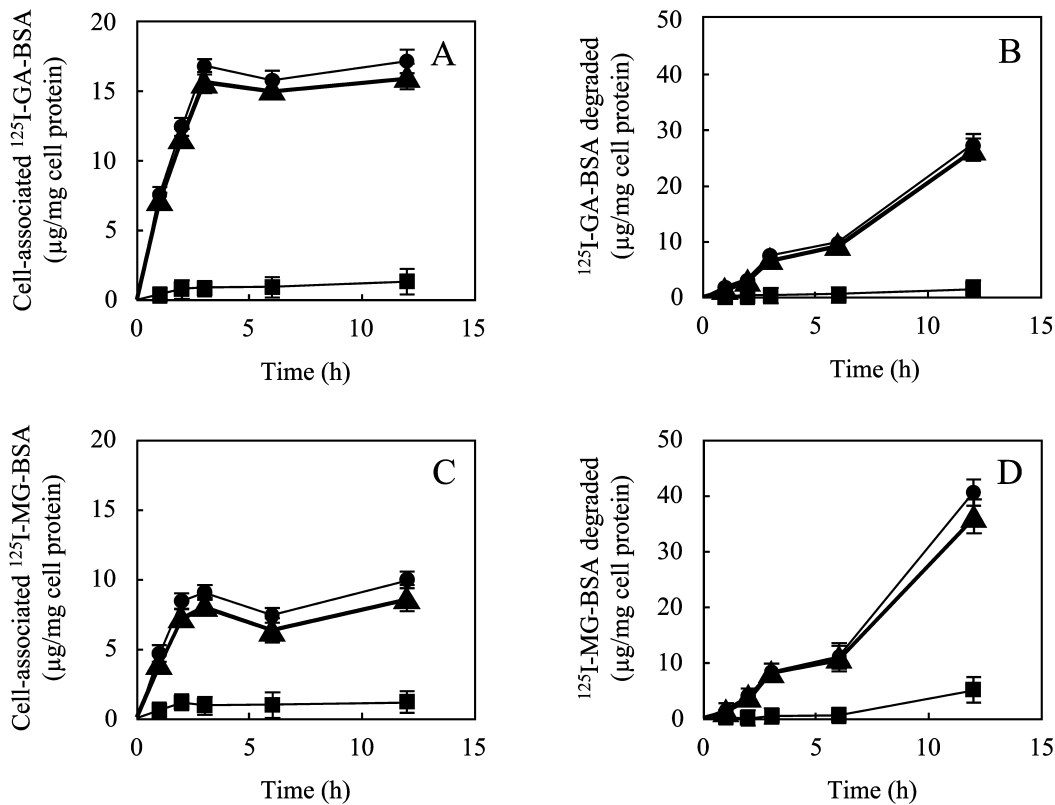 A
Cell-associated ¹²⁵I-GA-BSA
(µg/mg cell protein)
20
15
10
5
0
0 5 10 15
Time (h)
B
¹²⁵I-GA-BSA degraded
(µg/mg cell protein)
50
40
30
20
10
0
0 5 10 15
Time (h)
C
Cell-associated ¹²⁵I-MG-BSA
(µg/mg cell protein)
20
15
10
5
0
0 5 10 15
Time (h)
D
¹²⁵I-MG-BSA degraded
(µg/mg cell protein)
50
40
30
20
10
0
0 5 10 15
Time (h)